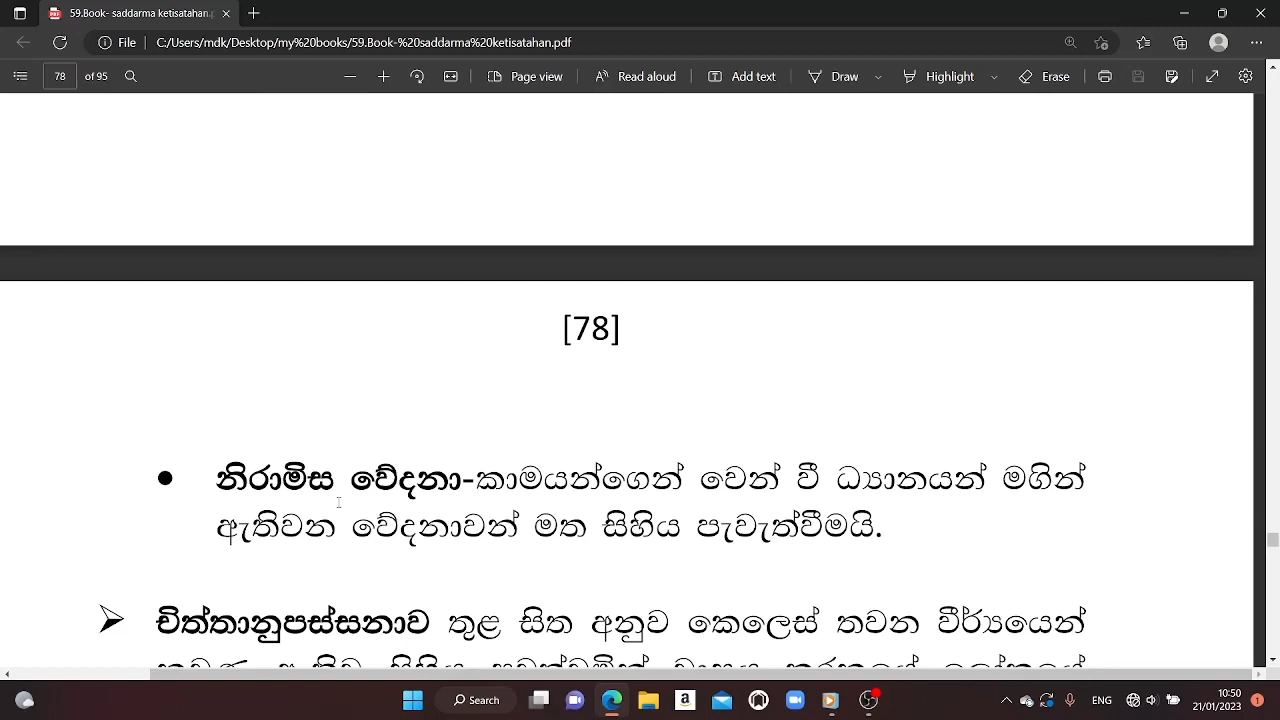 59.Book- saddarma ketisatahan.p
File C:/Users/mdk/Desktop/my%20books/59.Book-%20saddarma%20ketisatahan.pdf
78 of 95 Page view Read aloud Add text Draw Highlight Erase
[78]
● නිරාමිස වේදනා-කාමයන්ගෙන් වෙන් වී ධ්‍යානයන් මගින්
ඇතිවන වේදනාවන් මත සිහිය පැවැත්වීමයි.
➢ චිත්තානුපස්සනාව තුළ සිත අනුව කෙලෙස් තවන වීර්‍යයෙන්
Search ENG 10:50
21/01/2023 1